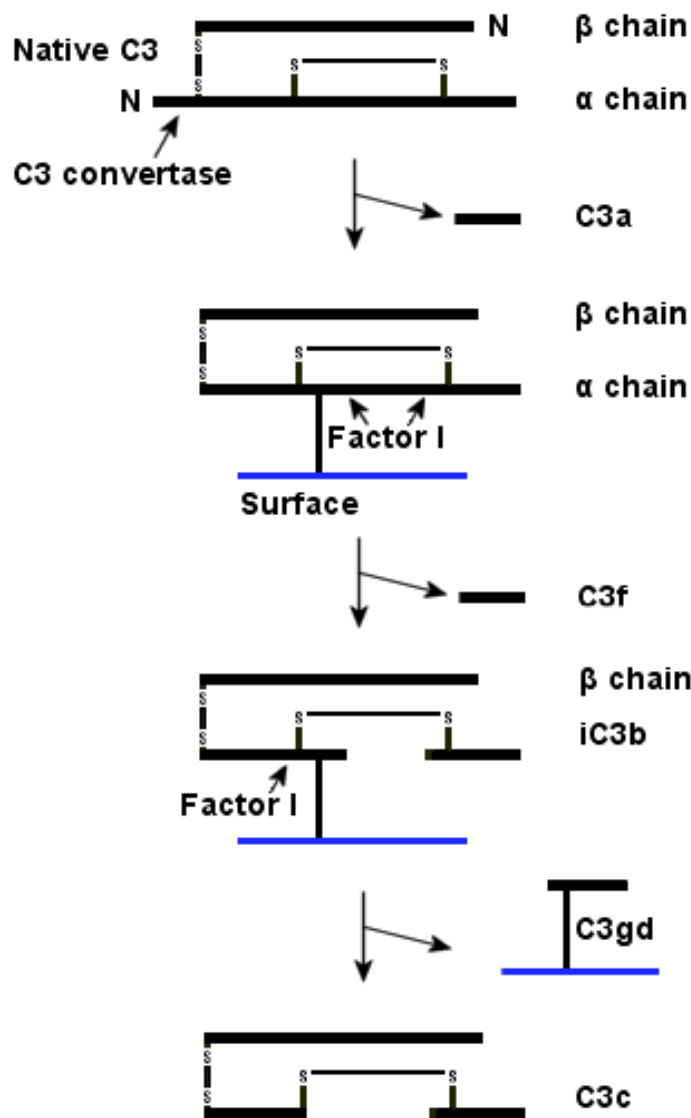 N β chain
Native C3
S
S
S S
N α chain
C3 convertase
C3a
β chain
S
S
S S
α chain
Factor I
Surface
C3f
β chain
S
S
S S
iC3b
Factor I
C3gd
S
S
S S
C3c